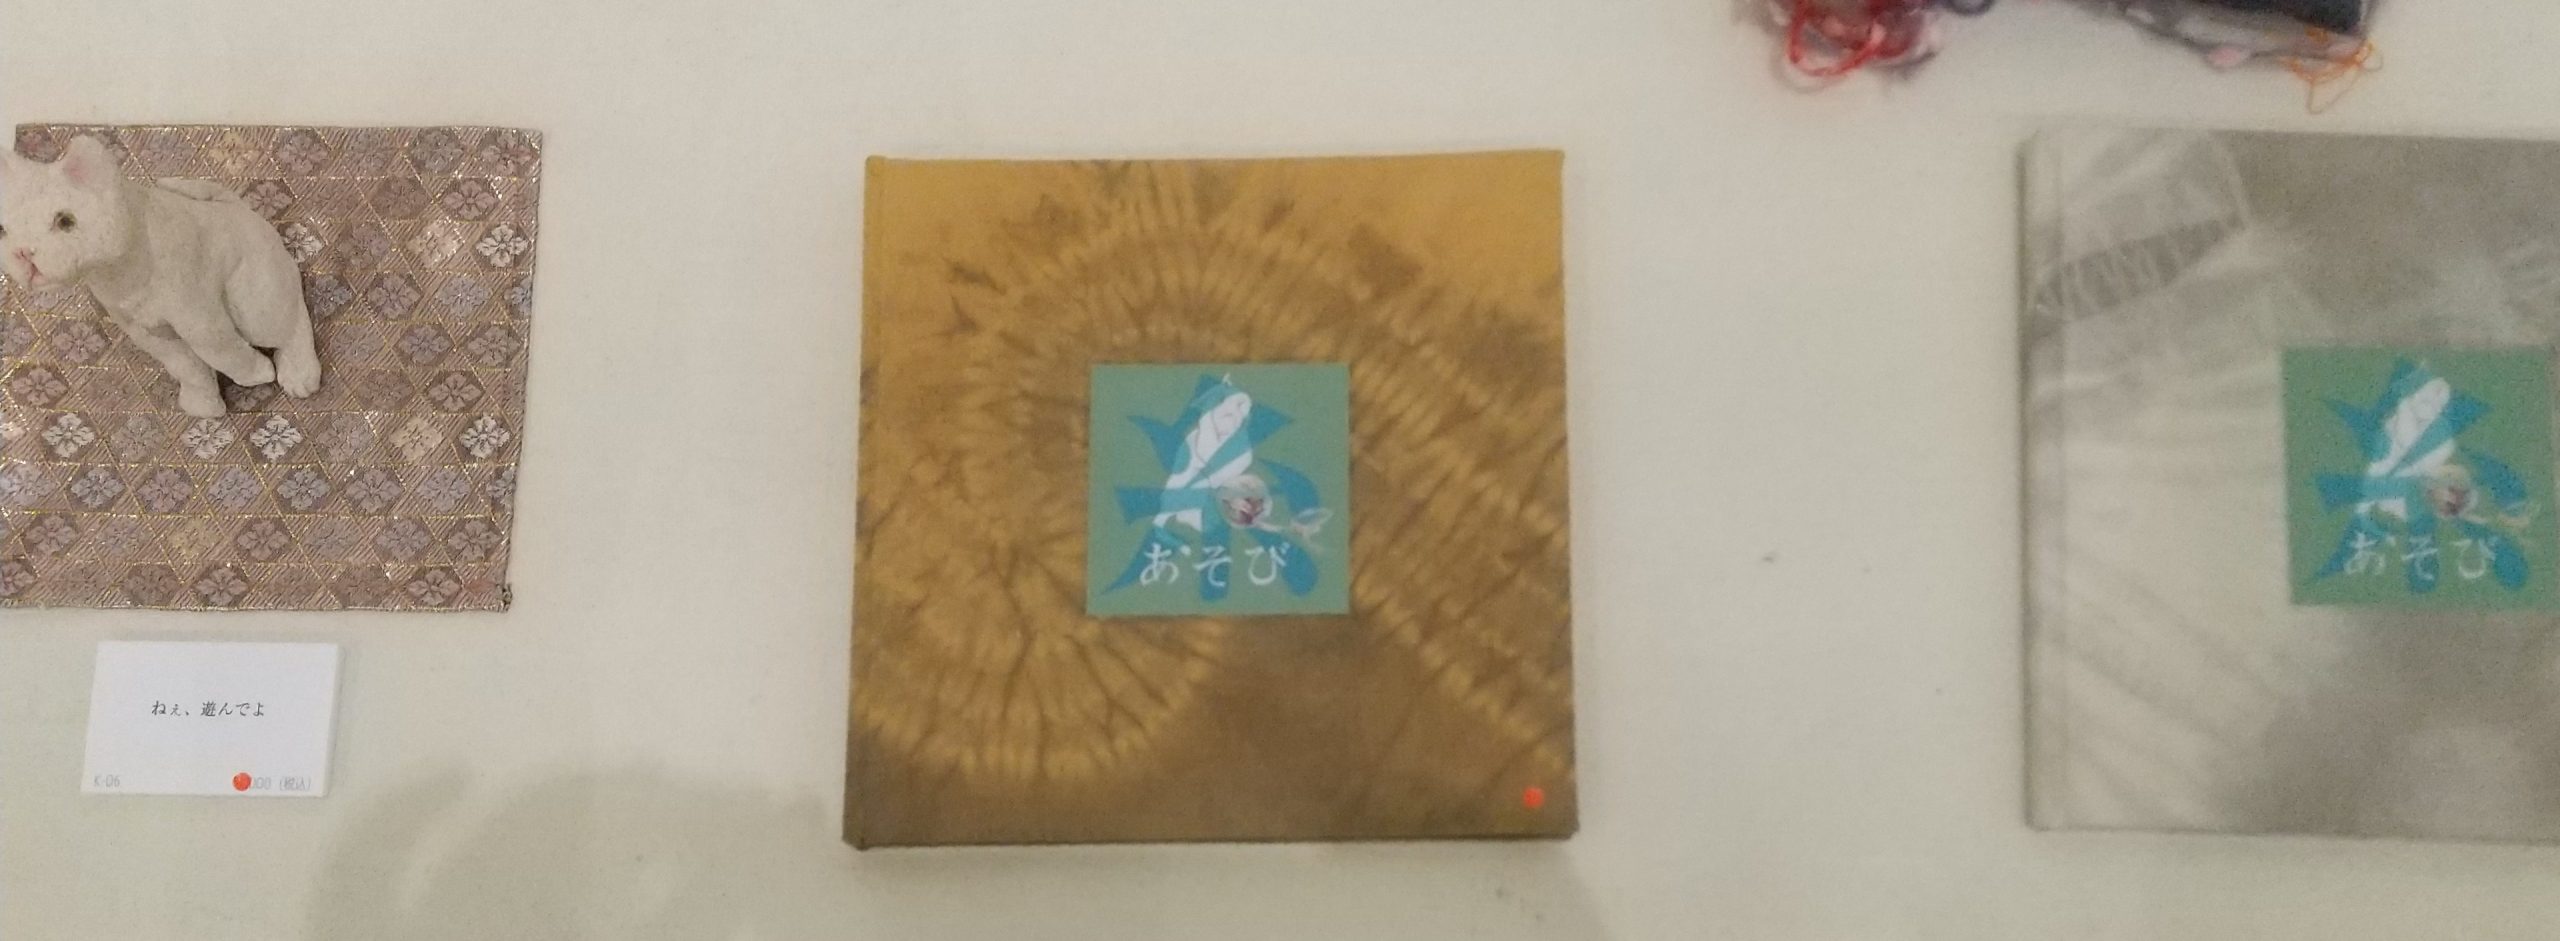 ねぇ、遊んでよ
K-06
000 (税込)
糸
あそび
糸
あそび